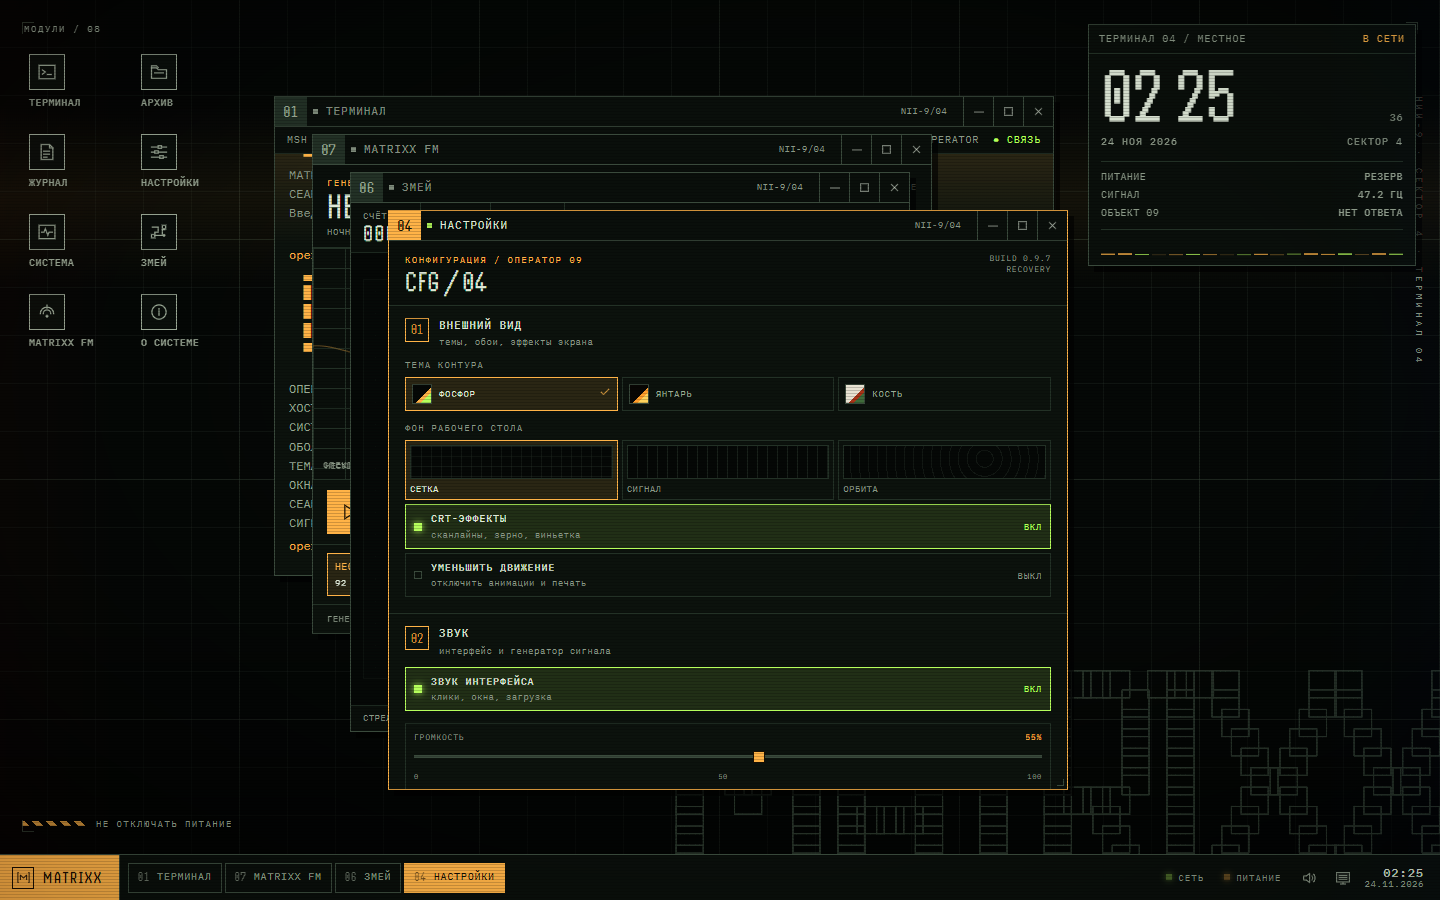 МОДУЛИ / 08
ТЕРМИНАЛ
АРХИВ
ЖУРНАЛ
НАСТРОЙКИ
СИСТЕМА
ЗМЕЙ
MATRIXX FM
О СИСТЕМЕ
НЕ ОТКЛЮЧАТЬ ПИТАНИЕ
01 ТЕРМИНАЛ
NII-9/04
MSH
PERATOR
СВЯЗЬ
07 MATRIXX FM
NII-9/04
06 ЗМЕЙ
NII-9/04
04 НАСТРОЙКИ
NII-9/04
КОНФИГУРАЦИЯ / ОПЕРАТОР 09
CFG/04
BUILD 0.9.7
RECOVERY
01 ВНЕШНИЙ ВИД
темы, обои, эффекты экрана
ТЕМА КОНТУРА
ФОСФОР
ЯНТАРЬ
КОСТЬ
ФОН РАБОЧЕГО СТОЛА
СЕТКА
СИГНАЛ
ОРБИТА
CRT-ЭФФЕКТЫ
сканлайны, зерно, виньетка
ВКЛ
УМЕНЬШИТЬ ДВИЖЕНИЕ
отключить анимации и печать
ВЫКЛ
02 ЗВУК
интерфейс и генератор сигнала
ЗВУК ИНТЕРФЕЙСА
клики, окна, загрузка
ВКЛ
ГРОМКОСТЬ
55%
0 50 100
ТЕРМИНАЛ 04 / МЕСТНОЕ
В СЕТИ
02 25
36
24 НОЯ 2026
СЕКТОР 4
ПИТАНИЕ
РЕЗЕРВ
СИГНАЛ
47.2 ГЦ
ОБЪЕКТ 09
НЕТ ОТВЕТА
ТЕРМИНАЛ 04
MATRIXX
01 ТЕРМИНАЛ
07 MATRIXX FM
06 ЗМЕЙ
04 НАСТРОЙКИ
СЕТЬ
ПИТАНИЕ
02:25
24.11.2026